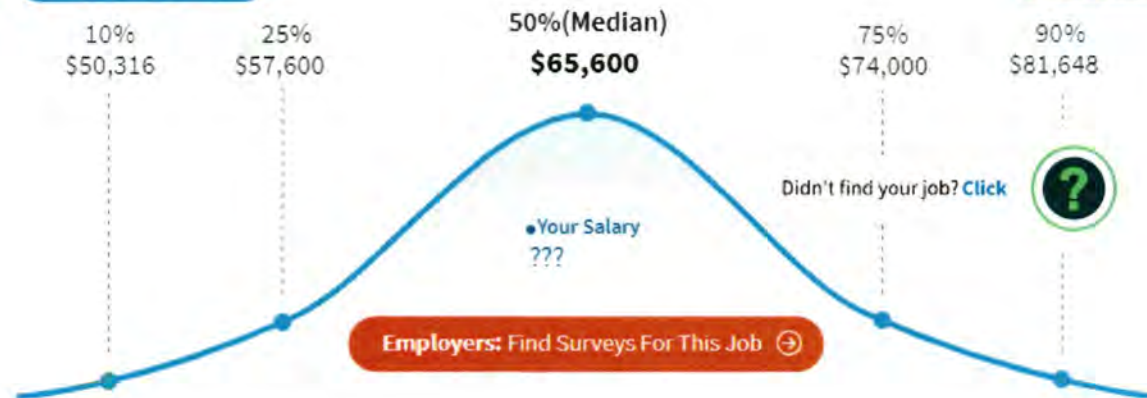 10% 25% 50%(Median) 75% 90%
$50,316 $57,600 $65,600 $74,000 $81,648
Didn't find your job? Click ?
•Your Salary
???
Employers: Find Surveys For This Job